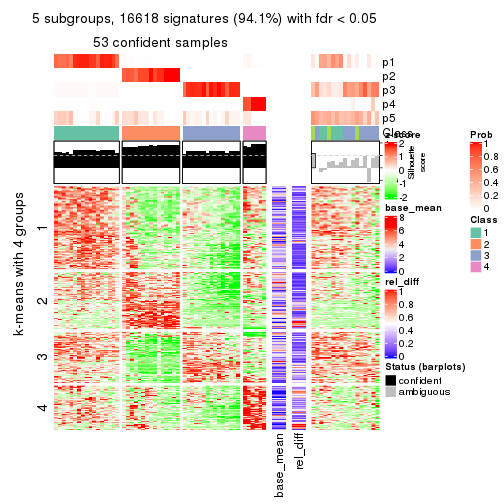 5 subgroups, 16618 signatures (94.1%) with fdr < 0.05
53 confident samples
p1
p2
p3
p4
p5
Class
Silhouette
score
k-means with 4 groups
1
2
3
4
base_mean
rel_diff
z-score
2
1
0
-1
-2
base_mean
8
6
4
2
0
rel_diff
1
0.8
0.6
0.4
0.2
0
Status (barplots)
confident
ambiguous
Prob
1
0.8
0.6
0.4
0.2
0
Class
1
2
3
4